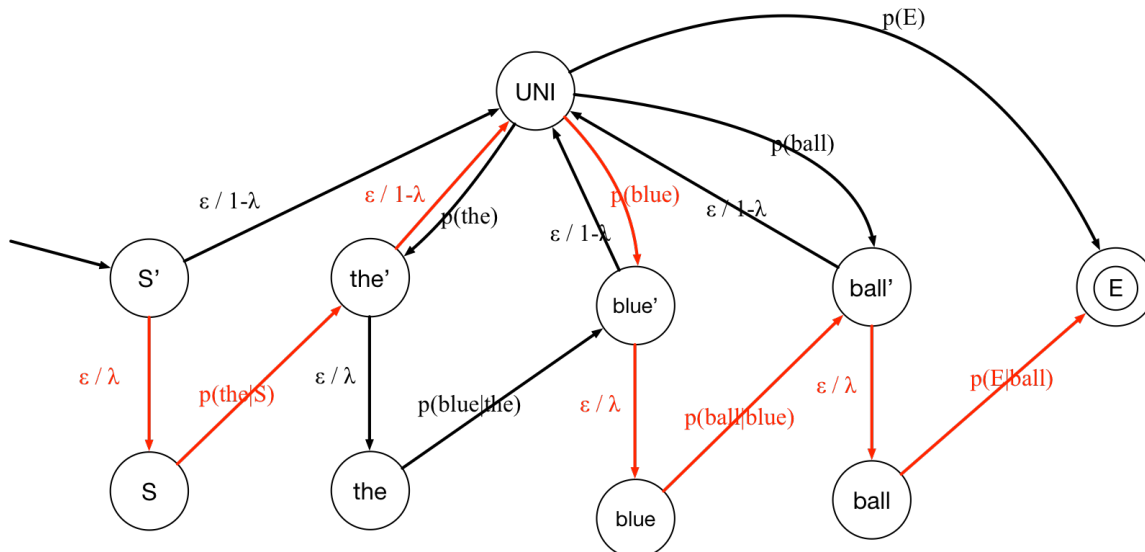 p(E)
UNI
p(ball)
ε / 1-λ
ε / 1-λ
p(the)
p(blue)
ε / 1-λ
ε / 1-λ
S’
the’
blue’
ball’
E
ε / λ
p(the|S)
ε / λ
p(blue|the)
ε / λ
p(ball|blue)
ε / λ
p(E|ball)
S
the
blue
ball